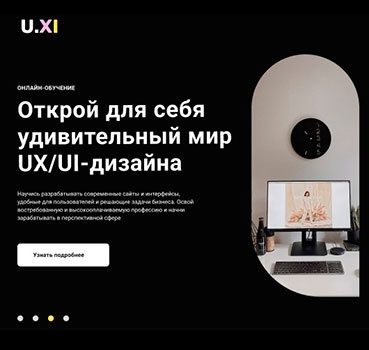 U.XI
ОНЛАЙН-ОБУЧЕНИЕ
Открой для себя
удивительный мир
UX/UI-дизайна
Научись разрабатывать современные сайты и интерфейсы,
удобные для пользователей и решающие задачи бизнеса. Освой
востребованную и высокооплачиваемую профессию и начни
зарабатывать в перспективной сфере
Узнать подробнее